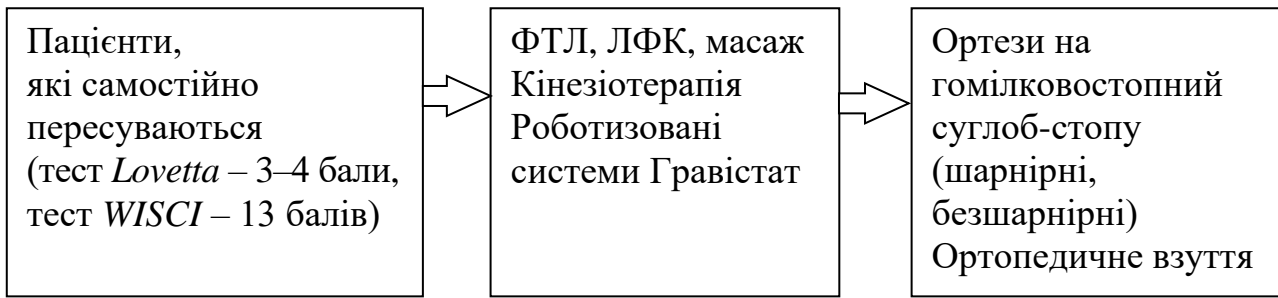 Пацієнти,
які самостійно
пересуваються
(тест Lovetta – 3–4 бали,
тест WISCI – 13 балів)
ФТЛ, ЛФК, масаж
Кінезіотерапія
Роботизовані
системи Гравістат
Ортези на
гомілковостопний
суглоб-стопу
(шарнірні,
безшарнірні)
Ортопедичне взуття